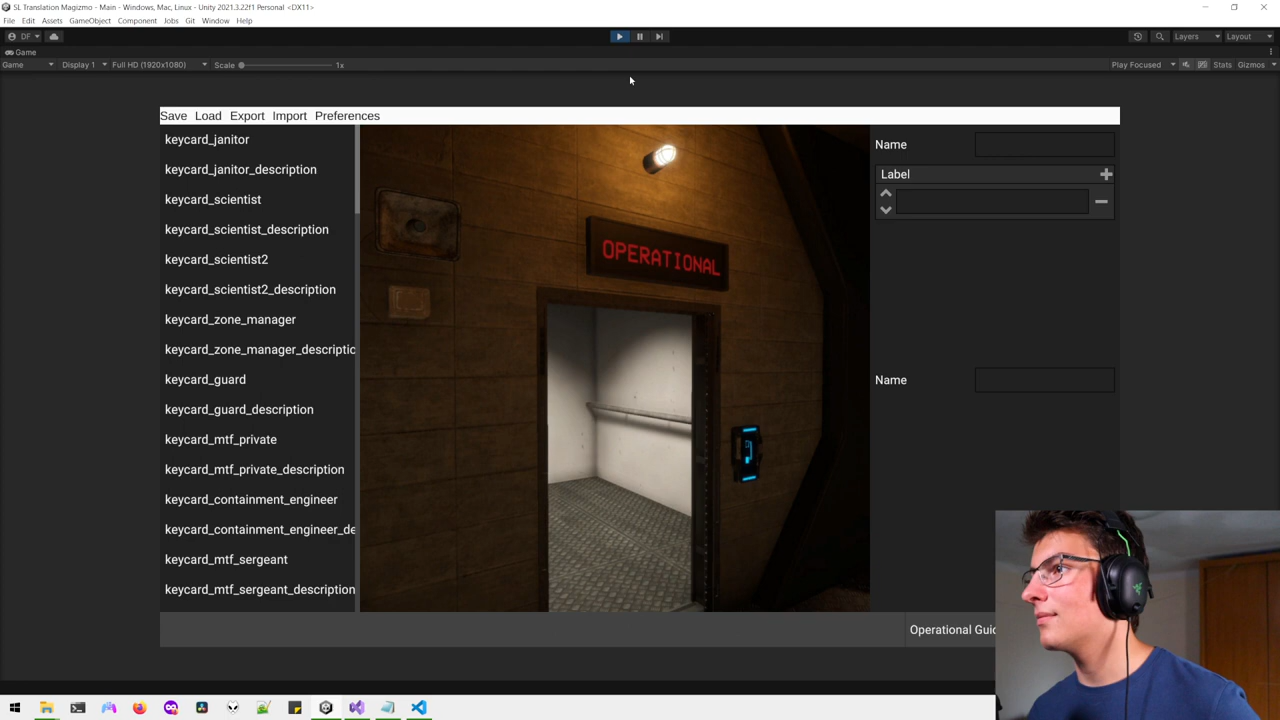 SL Translation Magizmo - Main - Windows, Mac, Linux - Unity 2021.3.22f1 Personal <DX11>
File Edit Assets GameObject Component Jobs Git Window Help
DF Layers Layout
Game
Game Display 1 Full HD (1920x1080) Scale 1x Play Focused Stats Gizmos
Save Load Export Import Preferences
keycard_janitor
keycard_janitor_description
keycard_scientist
keycard_scientist_description
keycard_scientist2
keycard_scientist2_description
keycard_zone_manager
keycard_zone_manager_descriptio
keycard_guard
keycard_guard_description
keycard_mtf_private
keycard_mtf_private_description
keycard_containment_engineer
keycard_containment_engineer_de
keycard_mtf_sergeant
keycard_mtf_sergeant_description
OPERATIONAL
Name
Label
Name
Operational Guid